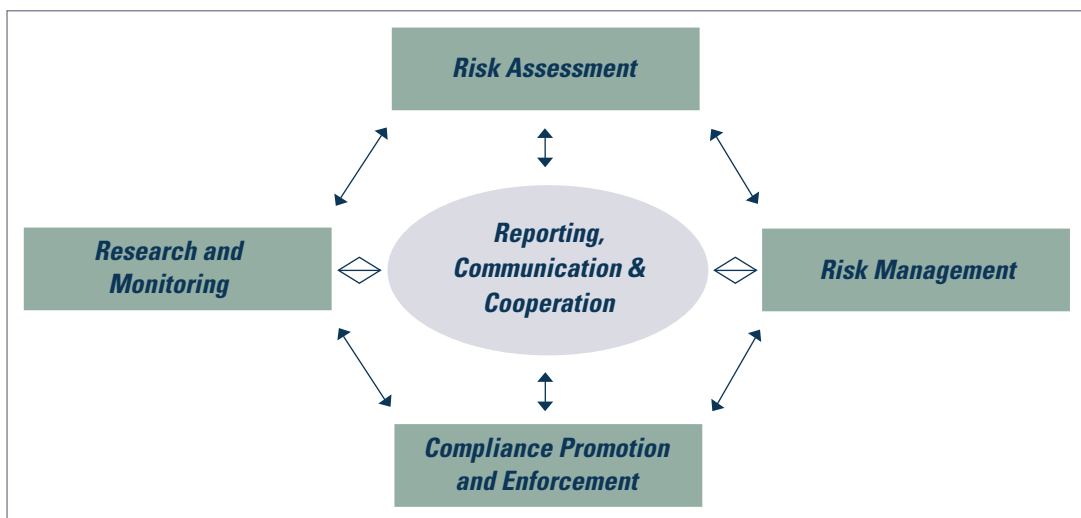 Risk Assessment
Research and
Monitoring
Reporting,
Communication &
Cooperation
Risk Management
Compliance Promotion
and Enforcement